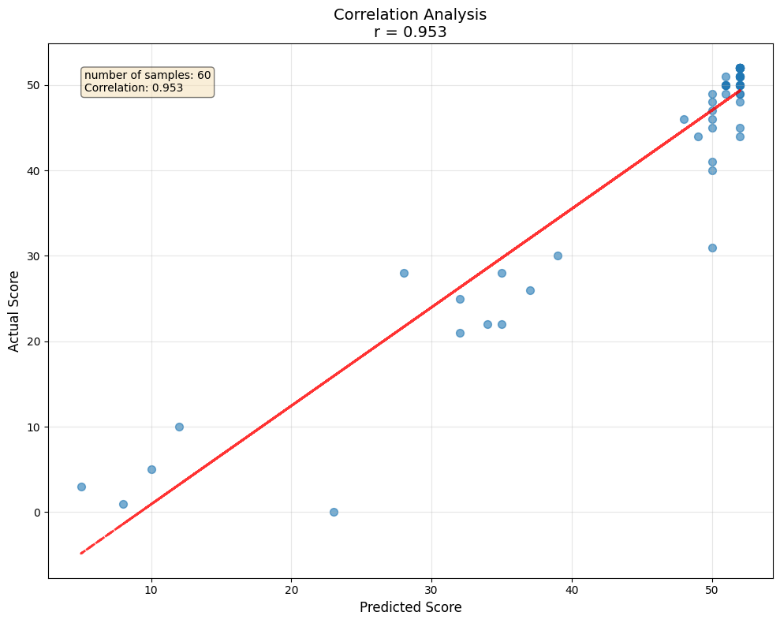 Correlation Analysis
r = 0.953
number of samples: 60
Correlation: 0.953
50
40
30
20
10
0
Actual Score
10
20
30
40
50
Predicted Score